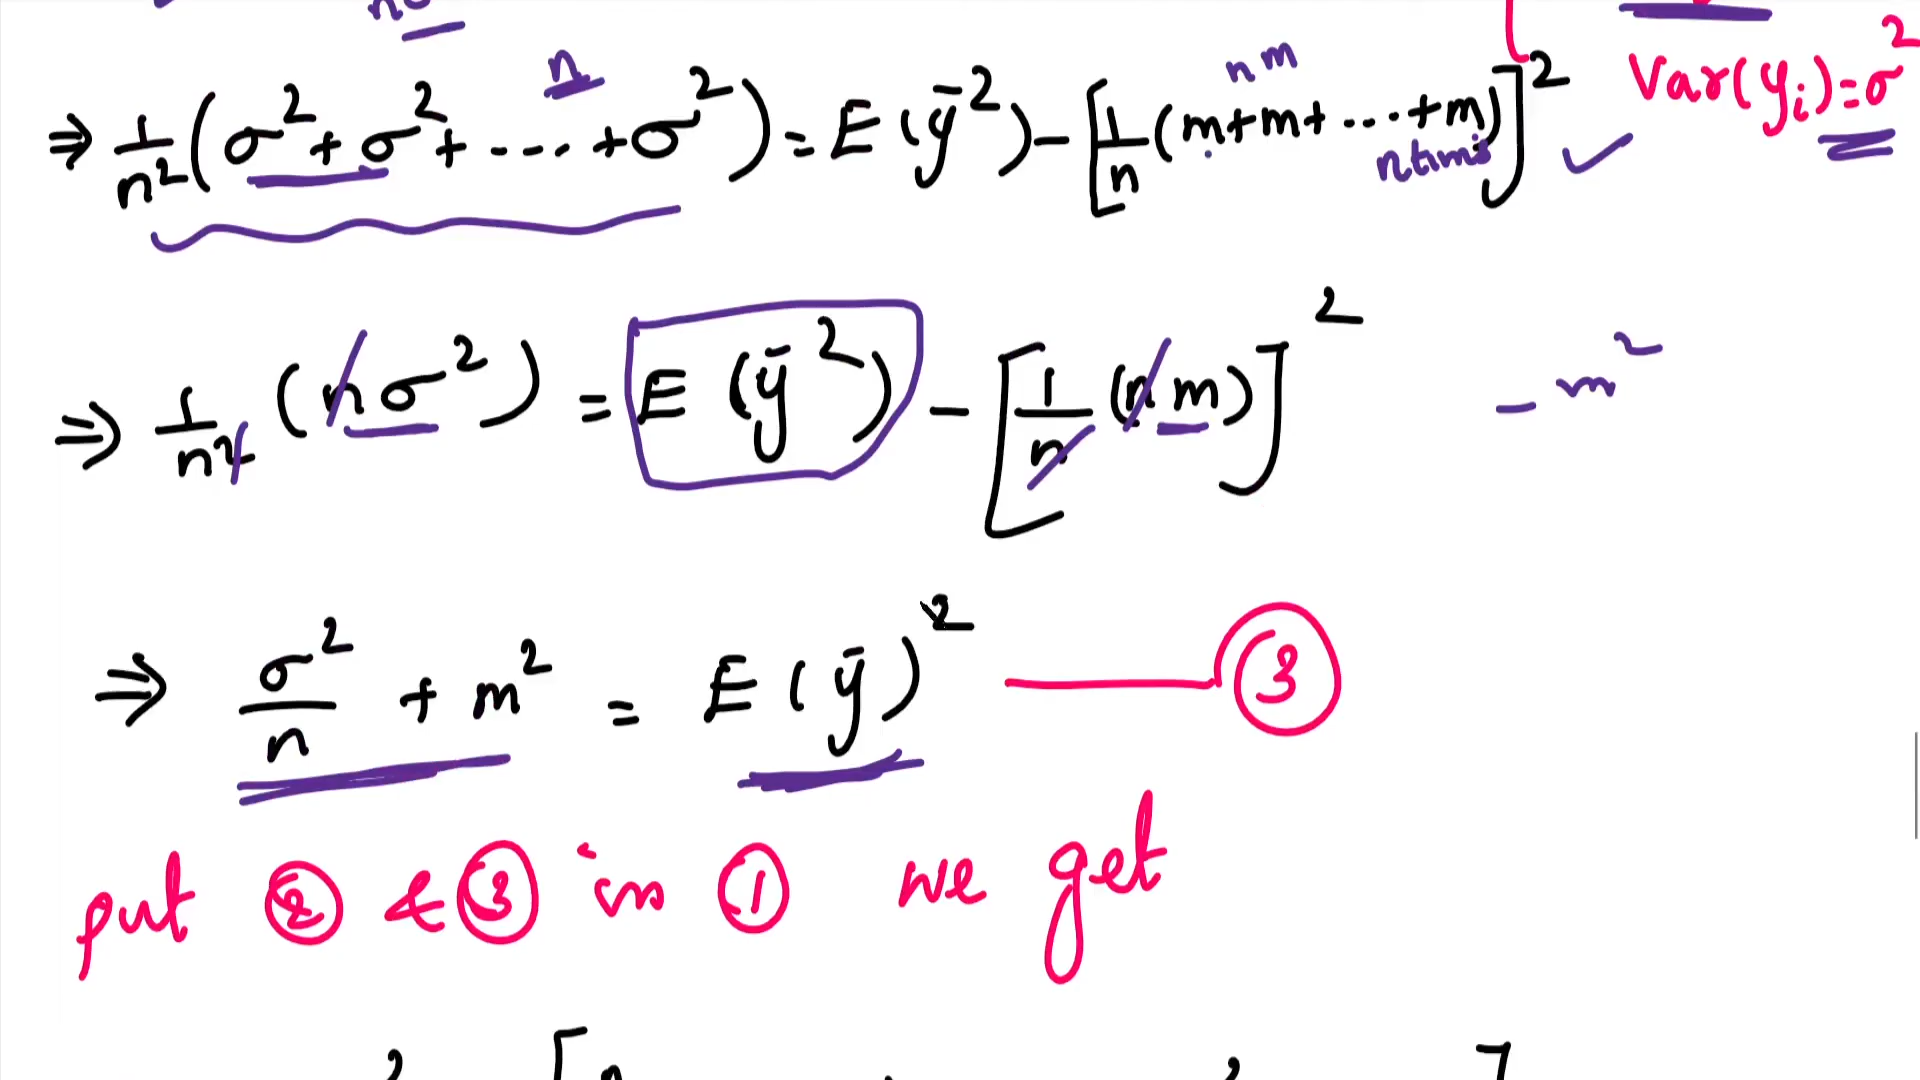 ⇒ 1/n² (σ² + σ² + ... + σ²) = E(ȳ²) - [1/n (m+m+ ... +m)]² Var(yᵢ) = σ²
n
nm
n times
⇒ 1/n² (nσ²) = E(ȳ²) - [1/n (nm)]² - m²
⇒ σ²/n + m² = E(ȳ)² ③
put ② & ③ in ① we get